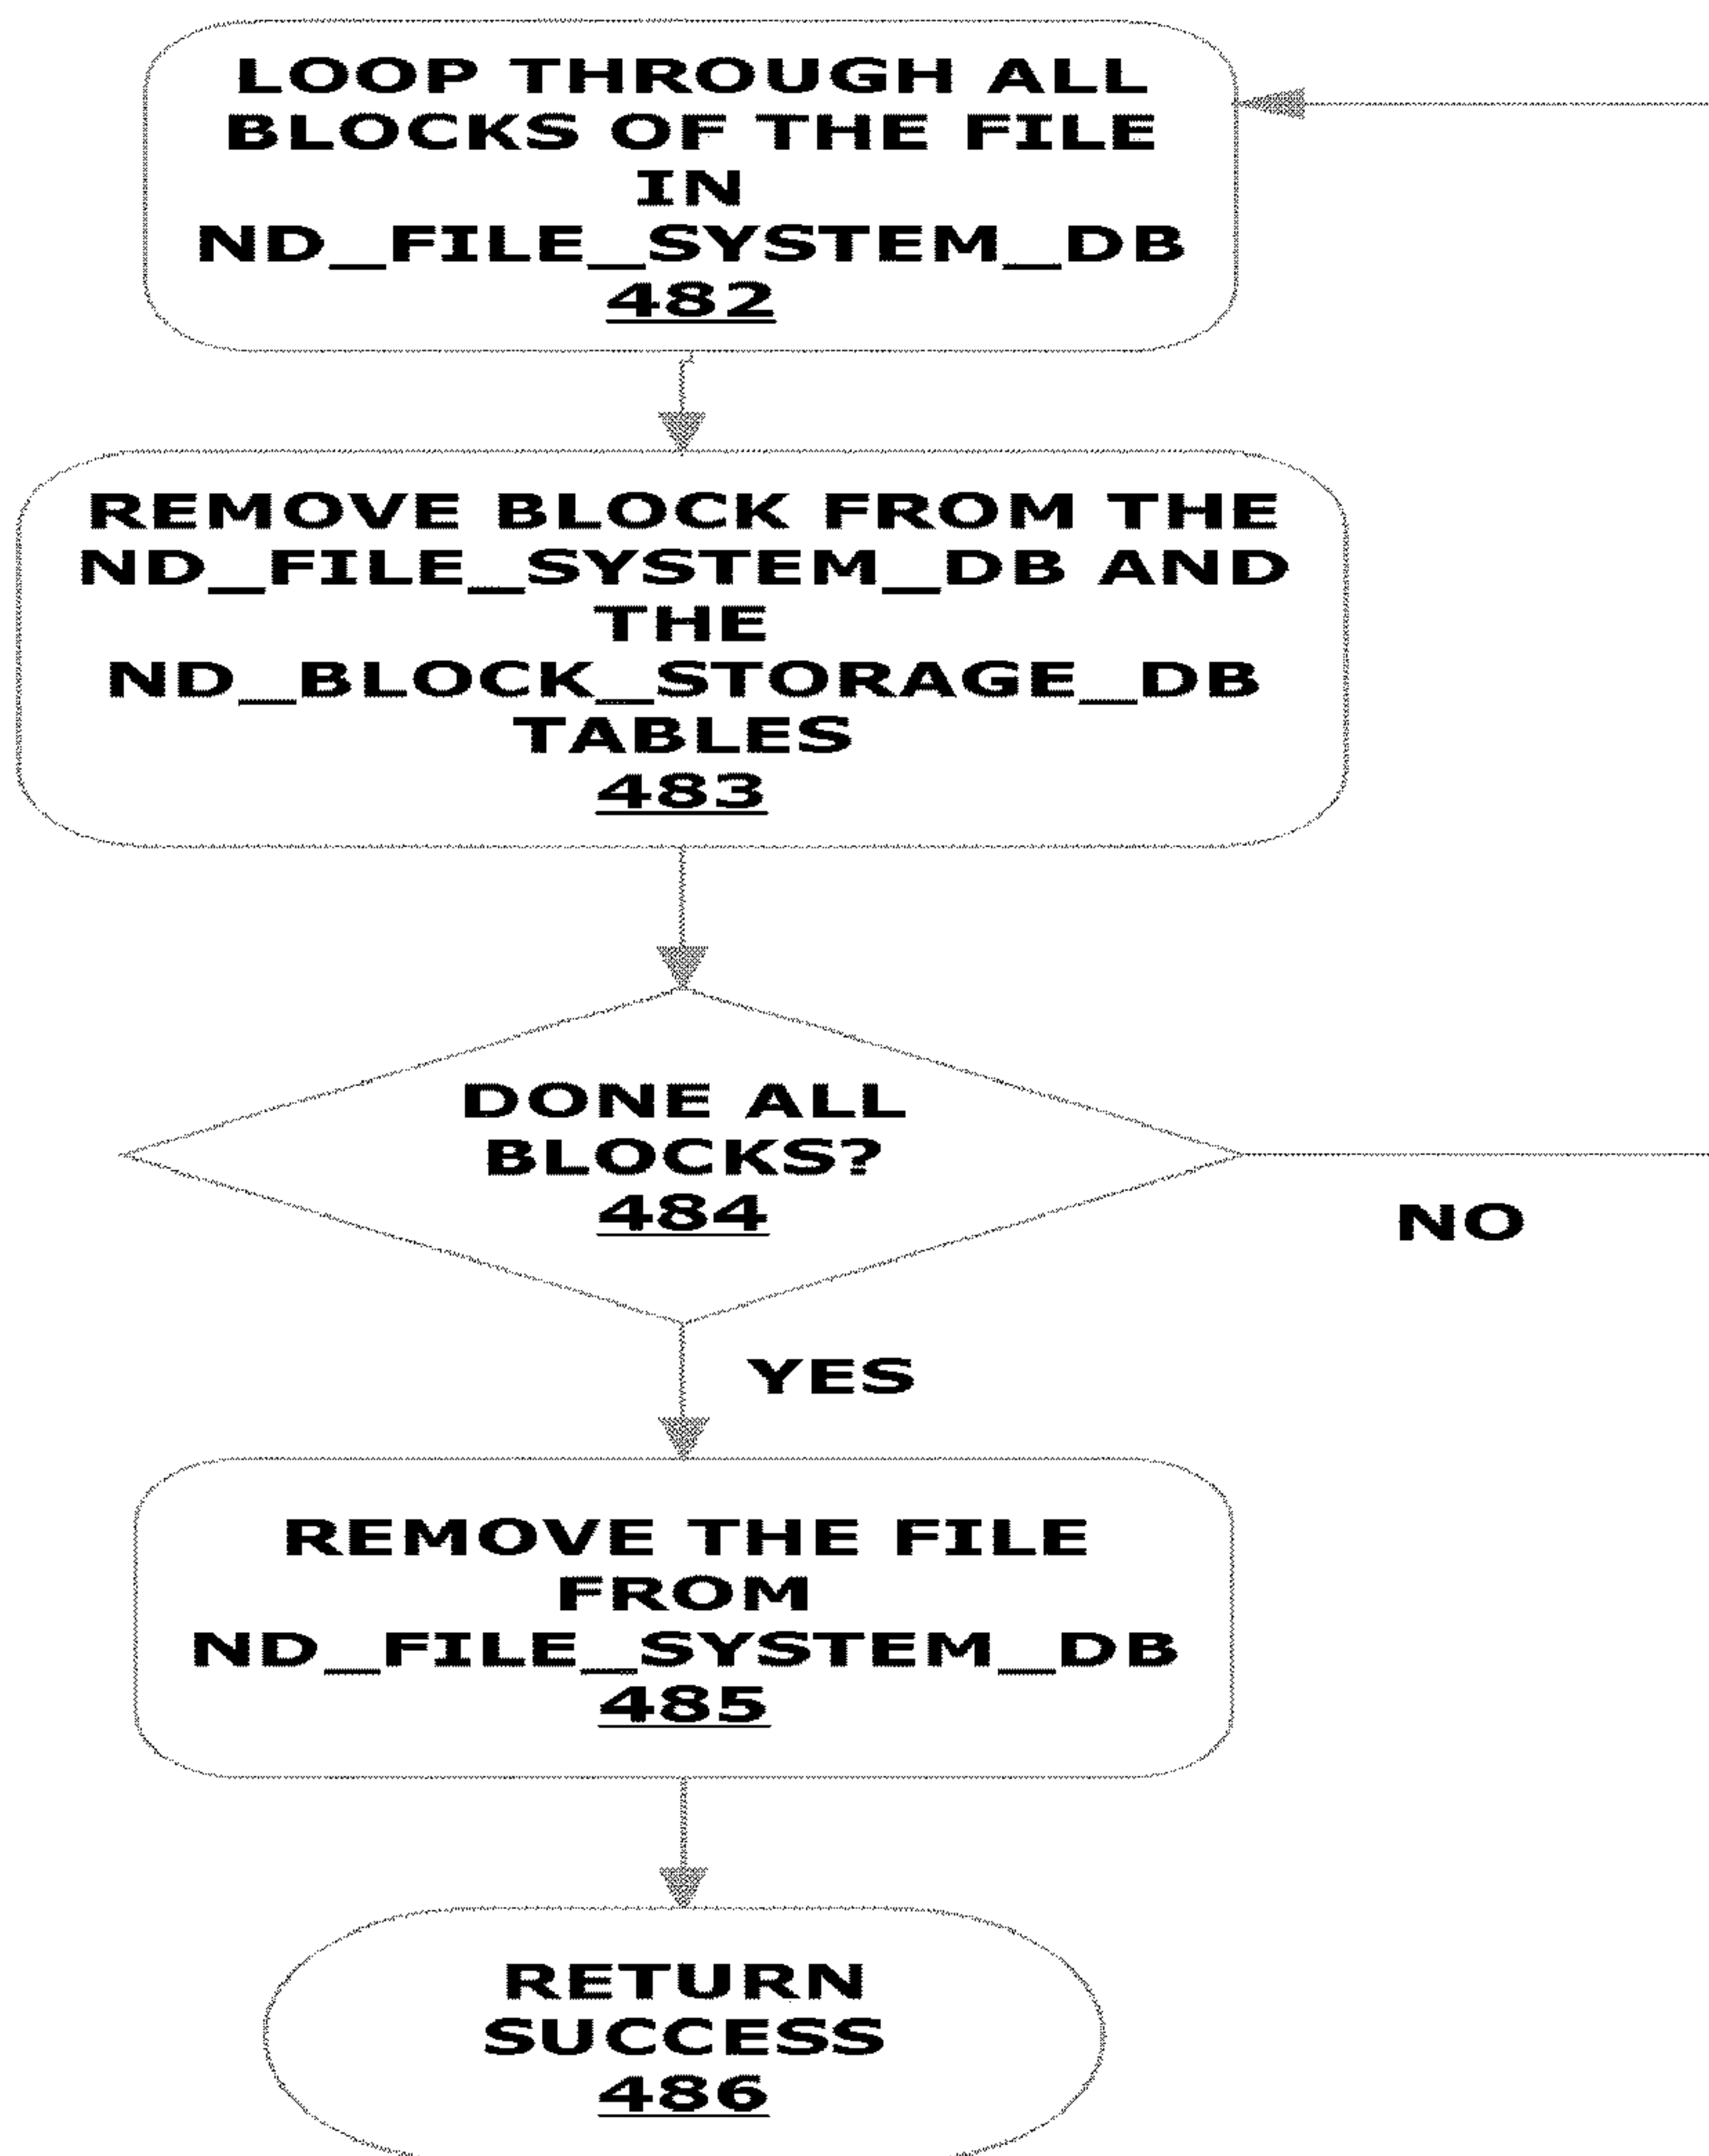 LOOP THROUGH ALL
BLOCKS OF THE FILE
IN
ND_FILE_SYSTEM_DB
482
REMOVE BLOCK FROM THE
ND_FILE_SYSTEM_DB AND
THE
ND_BLOCK_STORAGE_DB
TABLES
483
DONE ALL
BLOCKS?
484
NO
YES
REMOVE THE FILE
FROM
ND_FILE_SYSTEM_DB
485
RETURN
SUCCESS
486